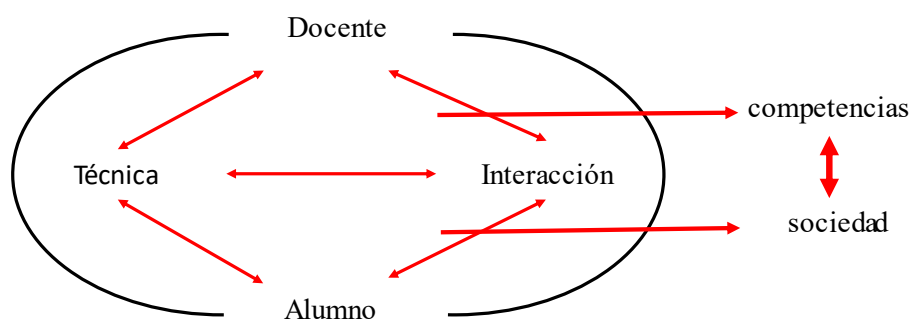 Docente
competencias
Técnica
Interacción
sociedad
Alumno